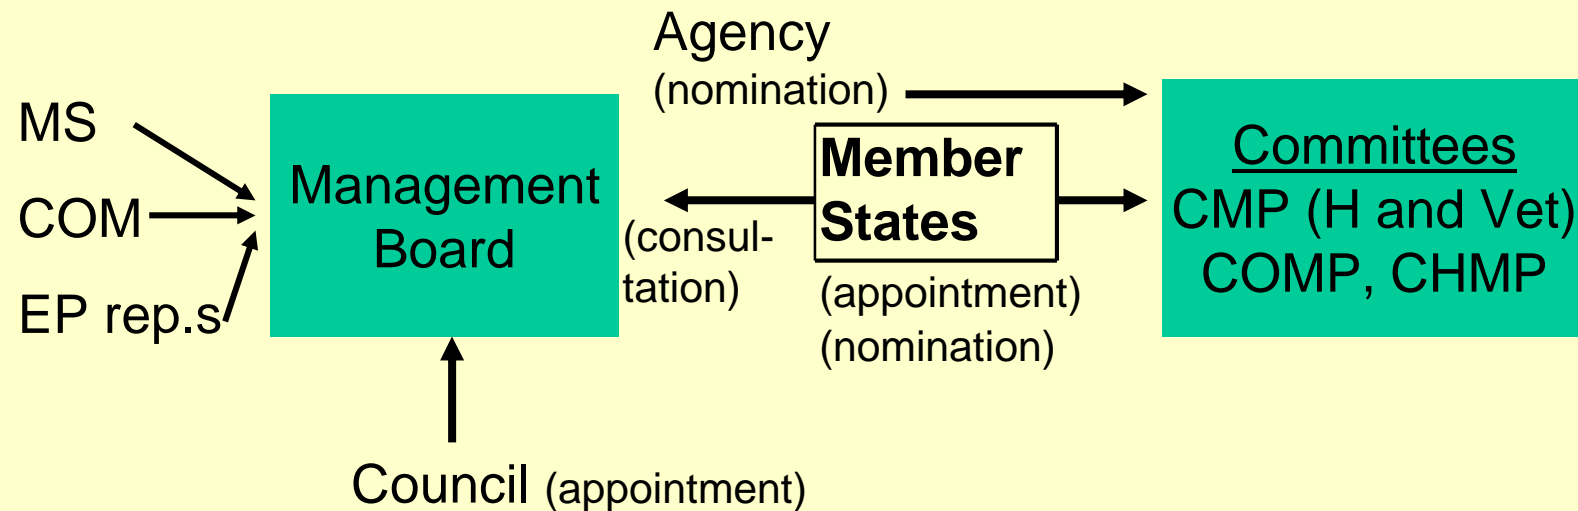 Agency
(nomination)
MS
COM
EP rep.s
Management
Board
(consul-
tation)
Member
States
(appointment)
(nomination)
Committees
CMP (H and Vet)
COMP, CHMP
Council (appointment)